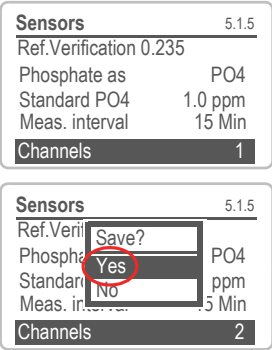 Sensors 5.1.5
Ref.Verification 0.235
Phosphate as PO4
Standard PO4 1.0 ppm
Meas. interval 15 Min
Channels 1
Sensors 5.1.5
Ref.Verif
Save?
Phospha PO4
Yes
Standar ppm
No
Meas. in 5 Min
Channels 2